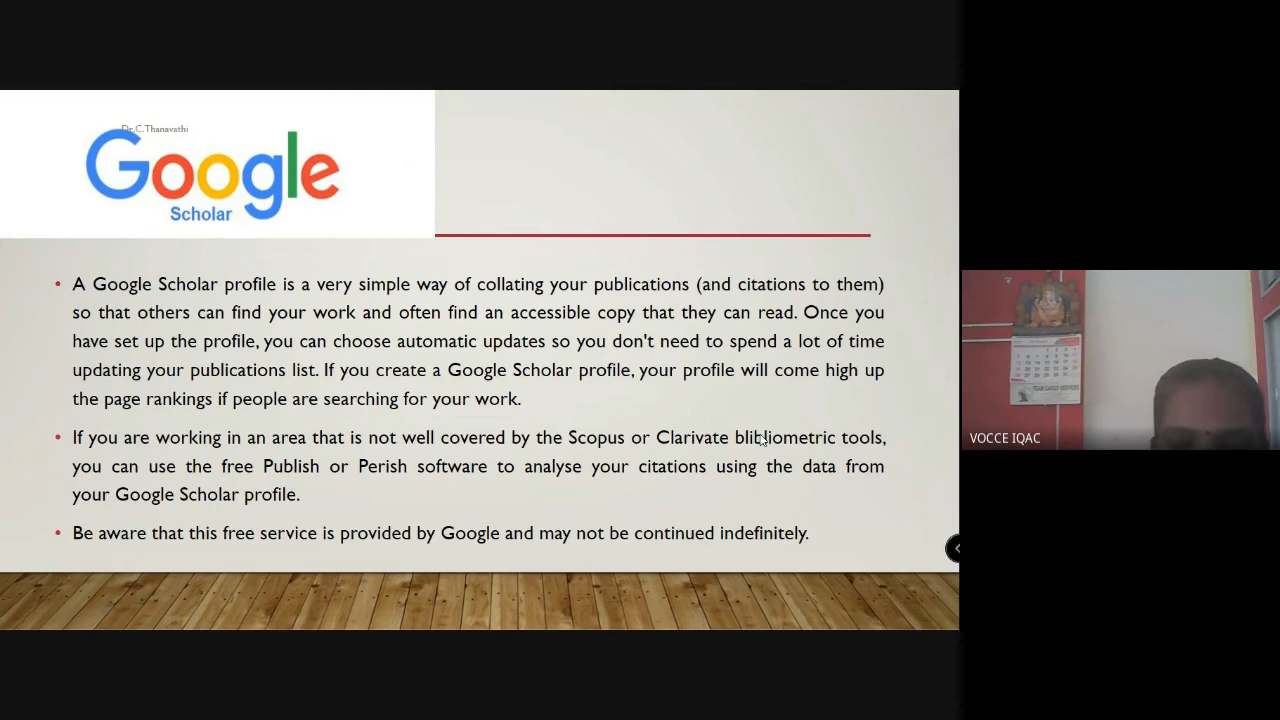 Dr.C.Thanavathi
Google
Scholar
• A Google Scholar profile is a very simple way of collating your publications (and citations to them)
so that others can find your work and often find an accessible copy that they can read. Once you
have set up the profile, you can choose automatic updates so you don't need to spend a lot of time
updating your publications list. If you create a Google Scholar profile, your profile will come high up
the page rankings if people are searching for your work.
• If you are working in an area that is not well covered by the Scopus or Clarivate blibliometric tools,
you can use the free Publish or Perish software to analyse your citations using the data from
your Google Scholar profile.
• Be aware that this free service is provided by Google and may not be continued indefinitely.
VOCCE IQAC